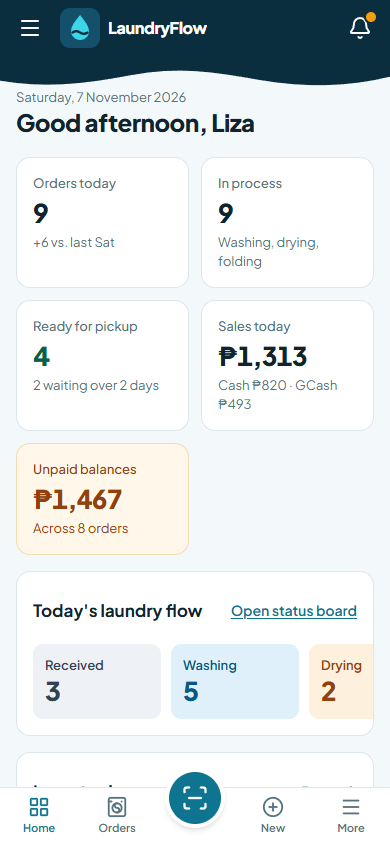 LaundryFlow
Saturday, 7 November 2026
Good afternoon, Liza
Orders today
9
+6 vs. last Sat
In process
9
Washing, drying,
folding
Ready for pickup
4
2 waiting over 2 days
Sales today
₱1,313
Cash ₱820 · GCash
₱493
Unpaid balances
₱1,467
Across 8 orders
Today's laundry flow
Open status board
Received
3
Washing
5
Drying
2
Home
Orders
New
More